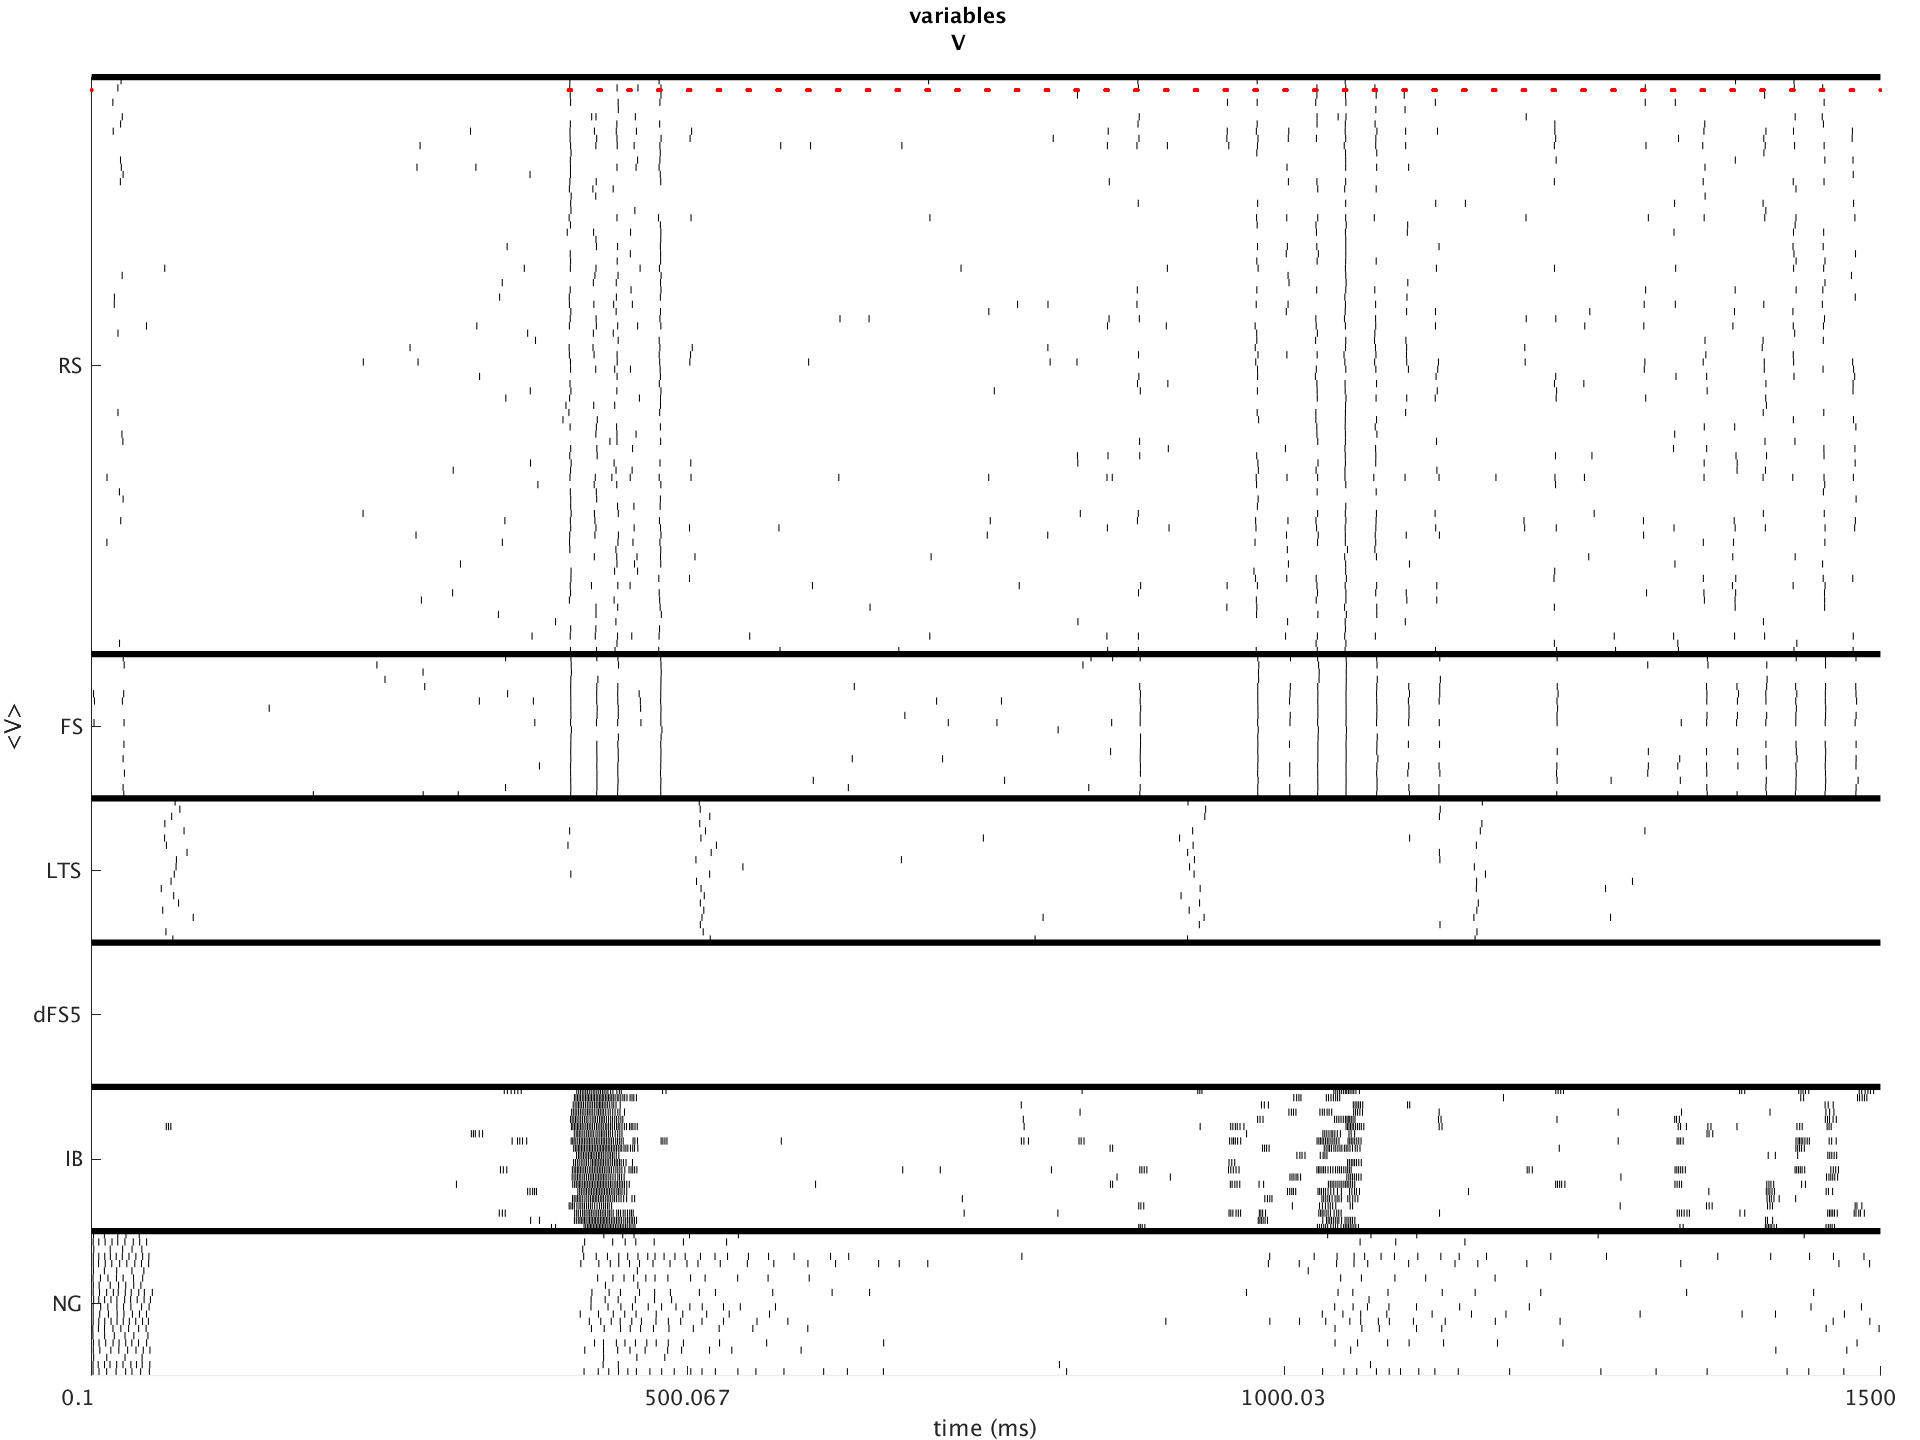 variables
V
RS
FS
<V>
LTS
dFS5
IB
NG
0.1
500.067
1000.03
1500
time (ms)